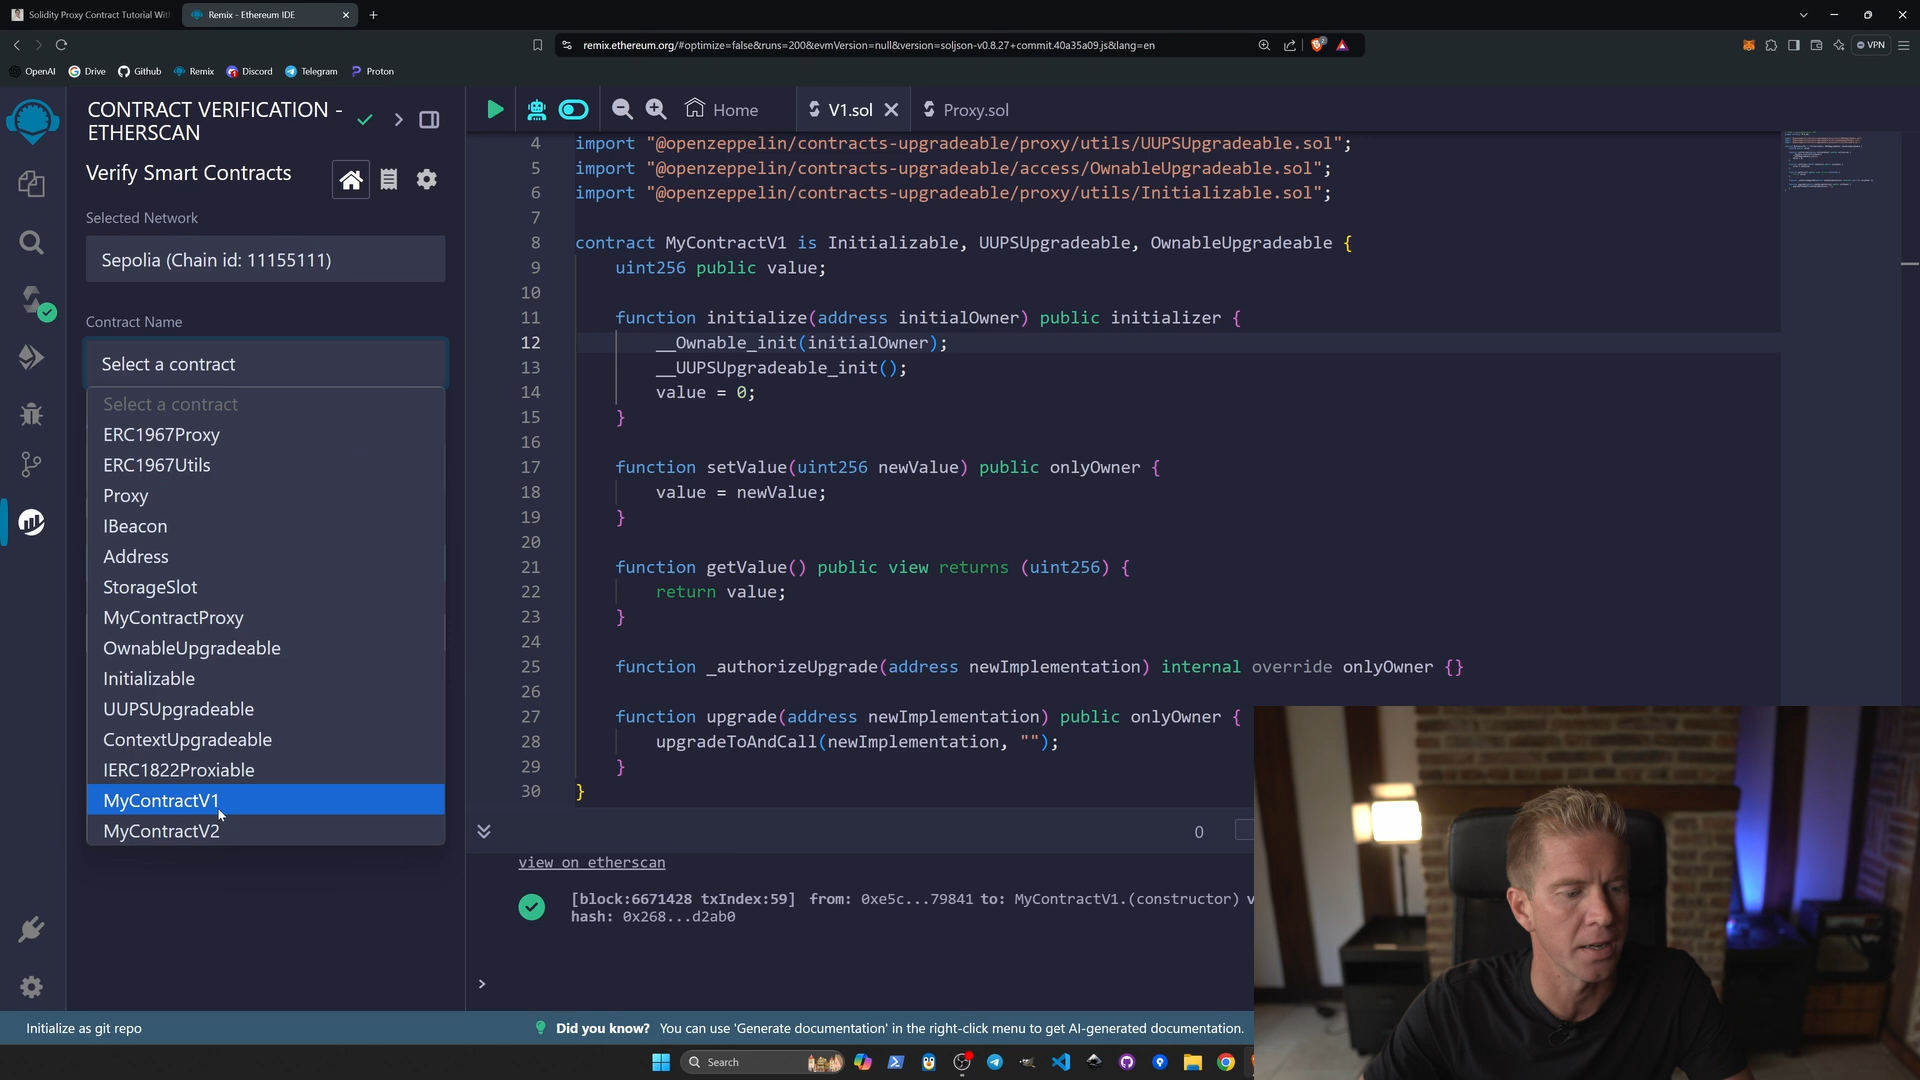 Solidity Proxy Contract Tutorial Wit
Remix - Ethereum IDE
remix.ethereum.org/#optimize=false&runs=200&evmVersion=null&version=soljson-v0.8.27+commit.40a35a09.js&lang=en
VPN
OpenAI Drive Github Remix Discord Telegram Proton
CONTRACT VERIFICATION -
ETHERSCAN
Verify Smart Contracts
Selected Network
Sepolia (Chain id: 11155111)
Contract Name
Select a contract
Select a contract
ERC1967Proxy
ERC1967Utils
Proxy
IBeacon
Address
StorageSlot
MyContractProxy
OwnableUpgradeable
Initializable
UUPSUpgradeable
ContextUpgradeable
IERC1822Proxiable
MyContractV1
MyContractV2
Home V1.sol Proxy.sol
4 import "@openzeppelin/contracts-upgradeable/proxy/utils/UUPSUpgradeable.sol";
5 import "@openzeppelin/contracts-upgradeable/access/OwnableUpgradeable.sol";
6 import "@openzeppelin/contracts-upgradeable/proxy/utils/Initializable.sol";
7
8 contract MyContractV1 is Initializable, UUPSUpgradeable, OwnableUpgradeable {
9 uint256 public value;
10
11 function initialize(address initialOwner) public initializer {
12 __Ownable_init(initialOwner);
13 __UUPSUpgradeable_init();
14 value = 0;
15 }
16
17 function setValue(uint256 newValue) public onlyOwner {
18 value = newValue;
19 }
20
21 function getValue() public view returns (uint256) {
22 return value;
23 }
24
25 function _authorizeUpgrade(address newImplementation) internal override onlyOwner {}
26
27 function upgrade(address newImplementation) public onlyOwner {
28 upgradeToAndCall(newImplementation, "");
29 }
30 }
0
view on etherscan
[block:6671428 txIndex:59] from: 0xe5c...79841 to: MyContractV1.(constructor) v
hash: 0x268...d2ab0
>
Initialize as git repo
Did you know? You can use 'Generate documentation' in the right-click menu to get AI-generated documentation.
Search